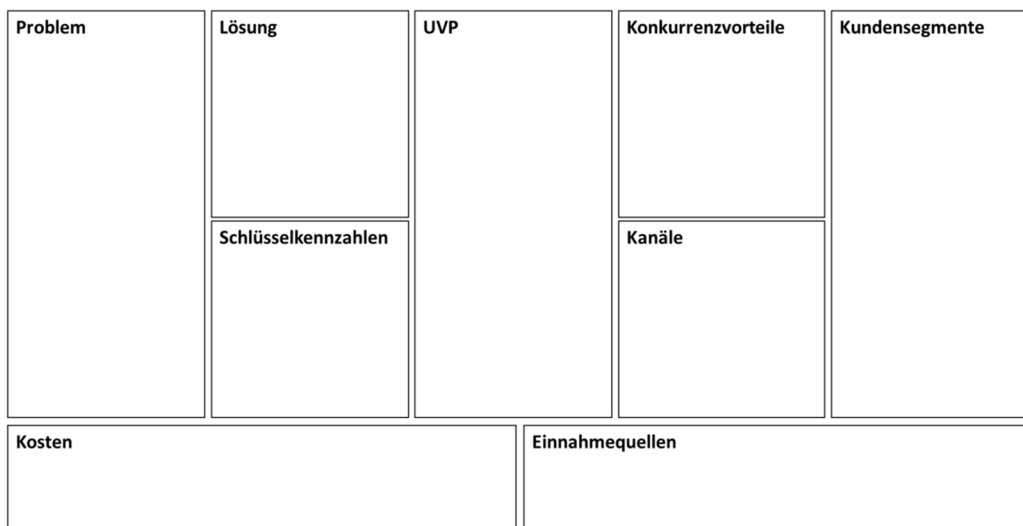 Problem
Lösung
UVP
Konkurrenzvorteile
Kundensegmente
Schlüsselkennzahlen
Kanäle
Kosten
Einnahmequellen